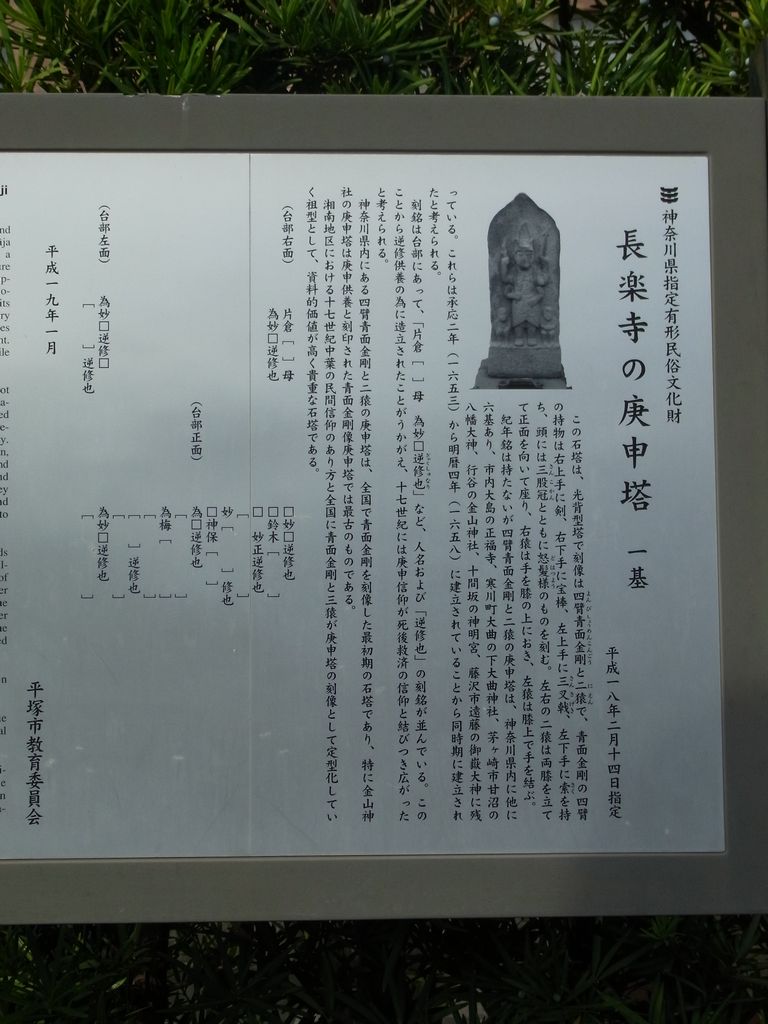 神奈川県指定有形民俗文化財
長楽寺の庚申塔　一基
平成一八年二月十四日指定
この石塔は、光背型塔で刻像は四臂青面金剛と二猿で、青面金剛の四臂
の持物は右上手に剣、右下手に宝棒、左上手に三叉戟、左下手に索を持
ち、頭には三股冠とともに怒髪様のものを刻む。左右の二猿は両膝を立て
て正面を向いて座り、右猿は手を膝の上におき、左猿は膝上で手を結ぶ。
紀年銘は持たないが四臂青面金剛と二猿の庚申塔は、神奈川県内に他に
六基あり、市内大島の正福寺、寒川町大曲の下大曲神社、茅ヶ崎市甘沼の
八幡大神、行谷の金山神社、十間坂の神明宮、藤沢市遠藤の御嶽大神に残
っている。これらは承応二年（一六五三）から明暦四年（一六五八）に建立されていることから同時期に建立され
たと考えられる。
刻銘は台部にあって、「片倉［　］母　為妙□逆修也」など、人名および「逆修也」の刻銘が並んでいる。この
ことから逆修供養の為に造立されたことがうかがえ、十七世紀には庚申信仰が死後救済の信仰と結びつき広がった
と考えられる。
神奈川県内にある四臂青面金剛と二猿の庚申塔は、全国で青面金剛を刻像した最初期の石塔であり、特に金山神
社の庚申塔は庚申供養と刻印された青面金剛像庚申塔では最古のものである。
湘南地区における十七世紀中葉の民間信仰のあり方と全国に青面金剛と三猿が庚申塔の刻像として定型化してい
く祖型として、資料的価値が高く貴重な石塔である。
（台部右面）　片倉［　］母
為妙□逆修也
（台部正面）
□妙□逆修也
□鈴木［　］
□　妙正逆修也
［　］
妙［　］修也
□神保［　］
為□逆修也
［　］
為梅［　］
［　］
［　］逆修也
［　］
為妙□逆修也
［　］
（台部左面）　為妙□逆修□
［　］逆修也
平成一九年一月
平塚市教育委員会